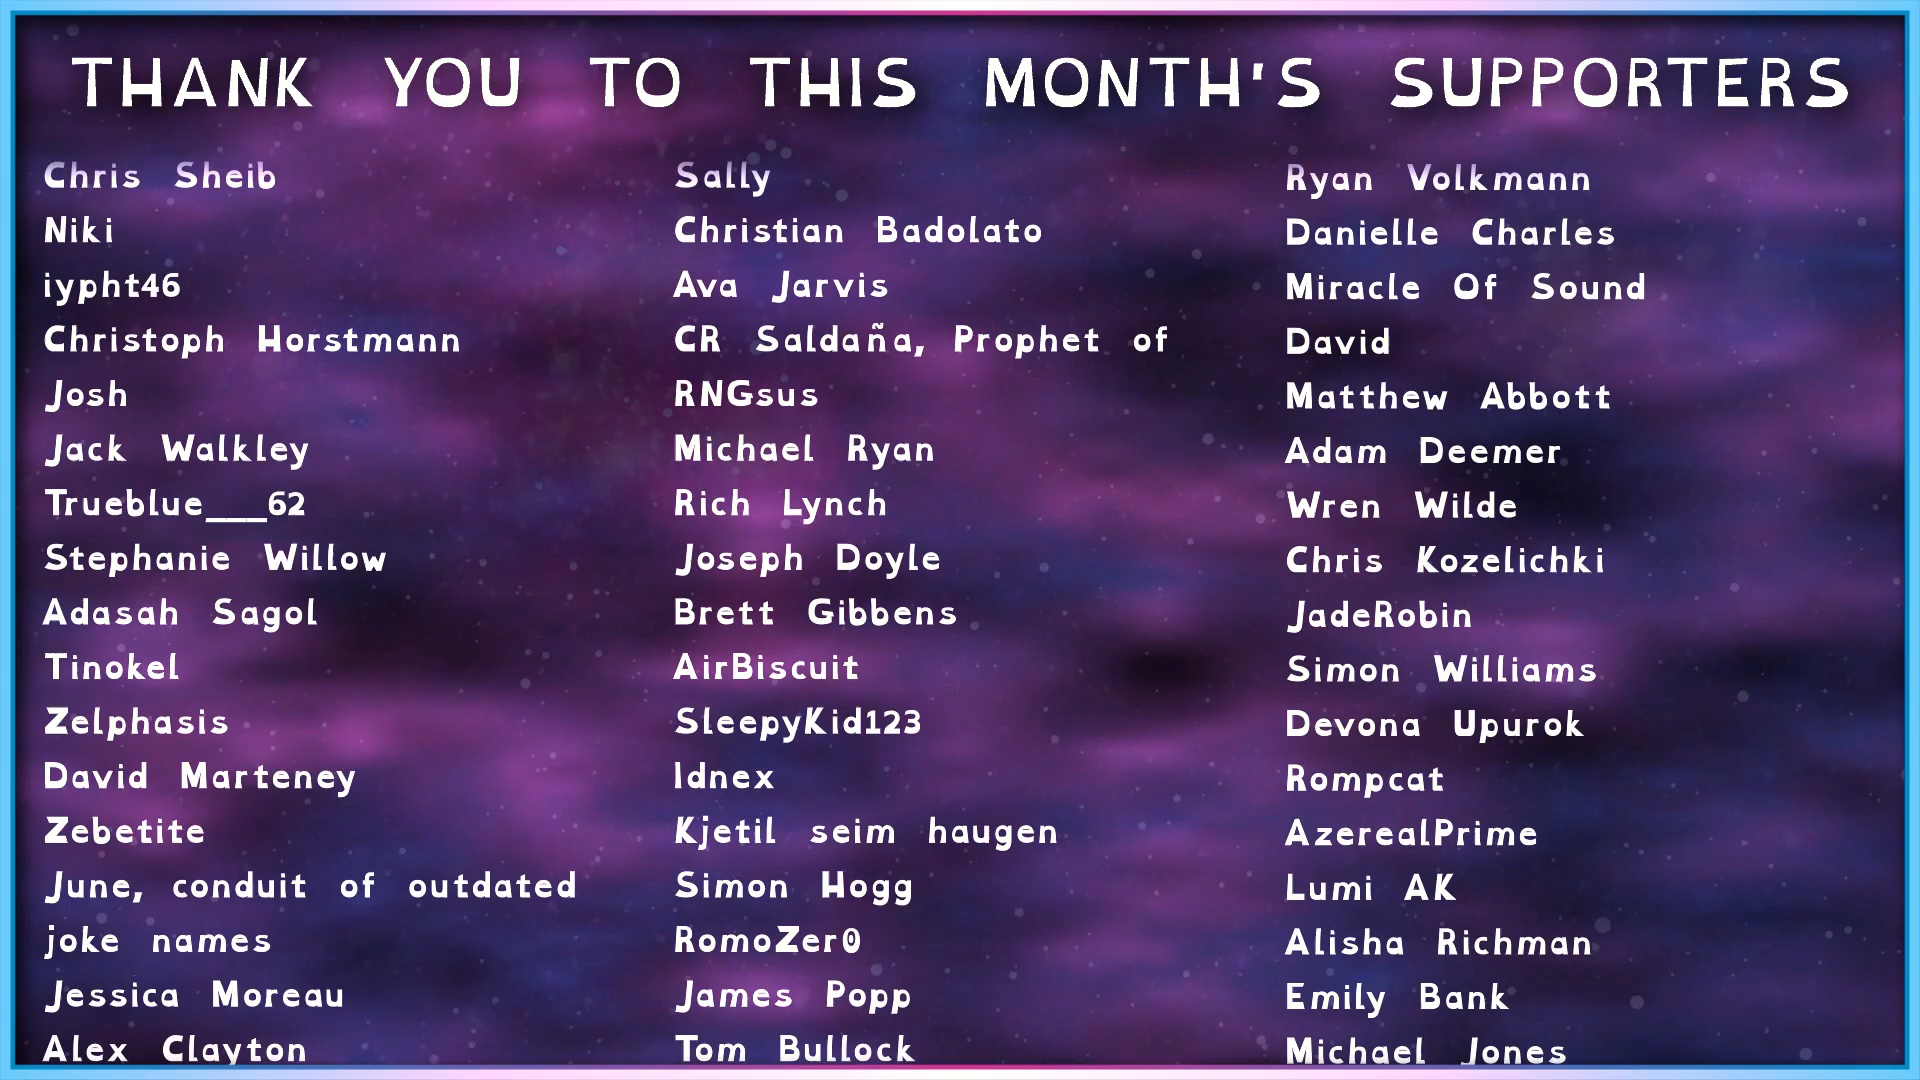 THANK YOU TO THIS MONTH'S SUPPORTERS
Chris Sheib
Niki
iypht46
Christoph Horstmann
Josh
Jack Walkley
Trueblue___62
Stephanie Willow
Adasah Sagol
Tinokel
Zelphasis
David Marteney
Zebetite
June, conduit of outdated
joke names
Jessica Moreau
Alex Clayton
Sally
Christian Badolato
Ava Jarvis
CR Saldaña, Prophet of
RNGsus
Michael Ryan
Rich Lynch
Joseph Doyle
Brett Gibbens
AirBiscuit
SleepyKid123
Idnex
Kjetil seim haugen
Simon Hogg
RomoZer0
James Popp
Tom Bullock
Ryan Volkmann
Danielle Charles
Miracle Of Sound
David
Matthew Abbott
Adam Deemer
Wren Wilde
Chris Kozelichki
JadeRobin
Simon Williams
Devona Upurok
Rompcat
AzerealPrime
Lumi AK
Alisha Richman
Emily Bank
Michael Jones